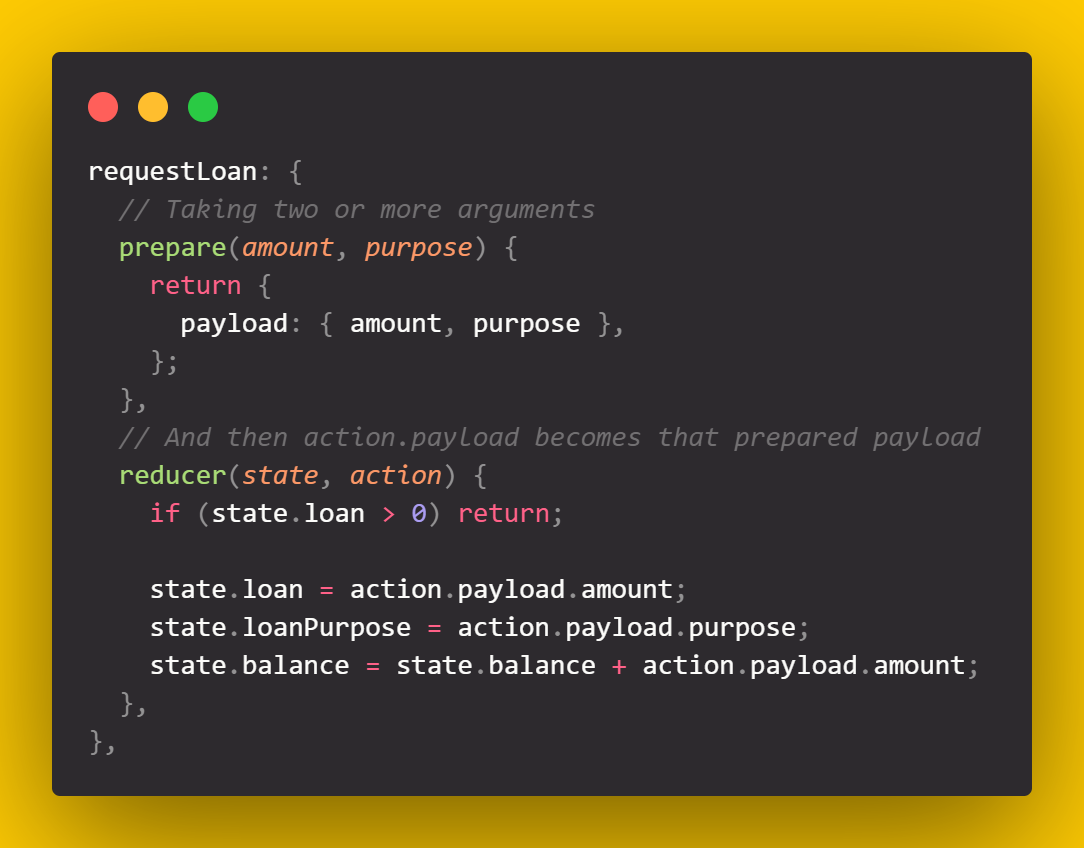 requestLoan: {
  // Taking two or more arguments
  prepare(amount, purpose) {
    return {
      payload: { amount, purpose },
    };
  },
  // And then action.payload becomes that prepared payload
  reducer(state, action) {
    if (state.loan > 0) return;

    state.loan = action.payload.amount;
    state.loanPurpose = action.payload.purpose;
    state.balance = state.balance + action.payload.amount;
  },
},